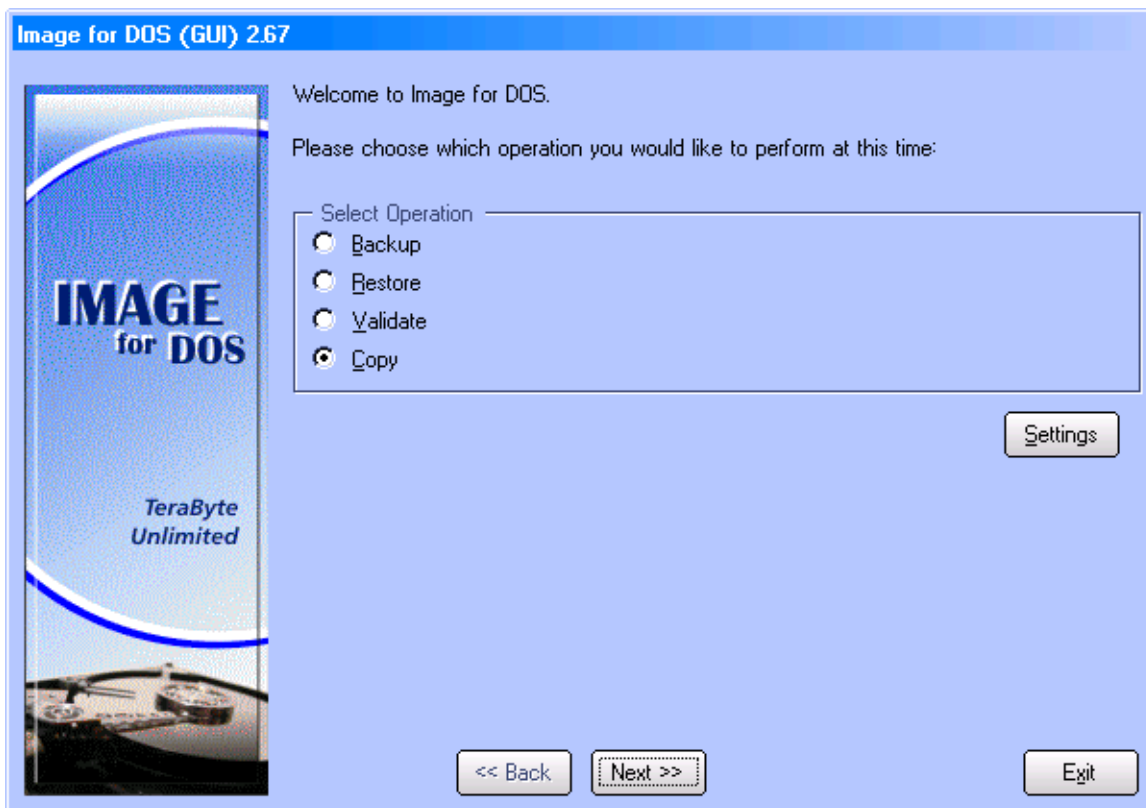 Image for DOS (GUI) 2.67
Welcome to Image for DOS.
Please choose which operation you would like to perform at this time:
Select Operation
Backup
Restore
Validate
Copy
Settings
IMAGE
for DOS
TeraByte
Unlimited
<< Back
Next >>
Exit